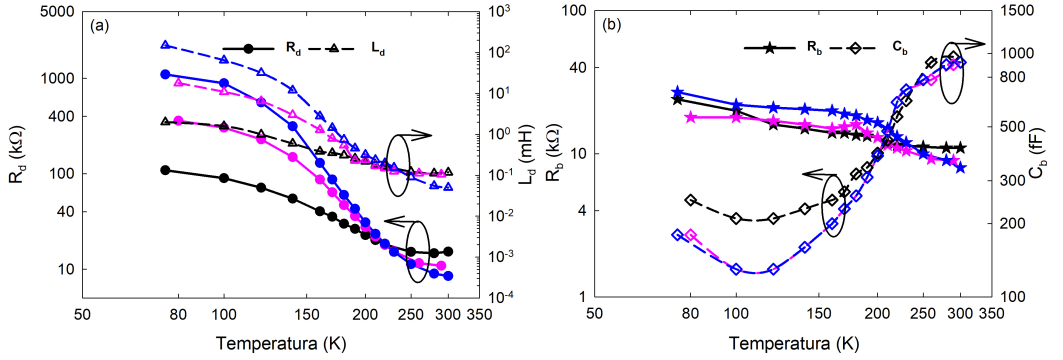 (a)
R_d
L_d
5000
1000
400
100
40
10
R_d (kΩ)
10^3
10^2
10^1
10^0
10^-1
10^-2
10^-3
10^-4
L_d (mH)
50 80 100 150 200 250 300 350
Temperatura (K)
(b)
R_b
C_b
100
40
10
4
1
R_b (kΩ)
1500
1000
800
500
300
200
100
C_b (fF)
50 80 100 150 200 250 300 350
Temperatura (K)